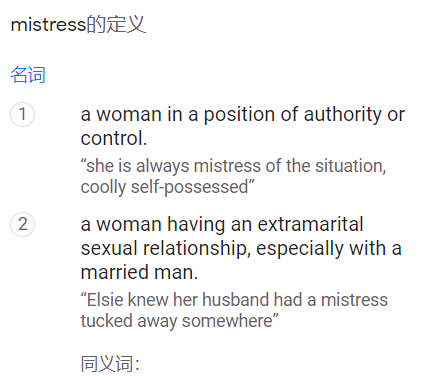 mistress的定义
名词
1
a woman in a position of authority or
control.
“she is always mistress of the situation,
coolly self-possessed”
2
a woman having an extramarital
sexual relationship, especially with a
married man.
“Elsie knew her husband had a mistress
tucked away somewhere”
同义词：